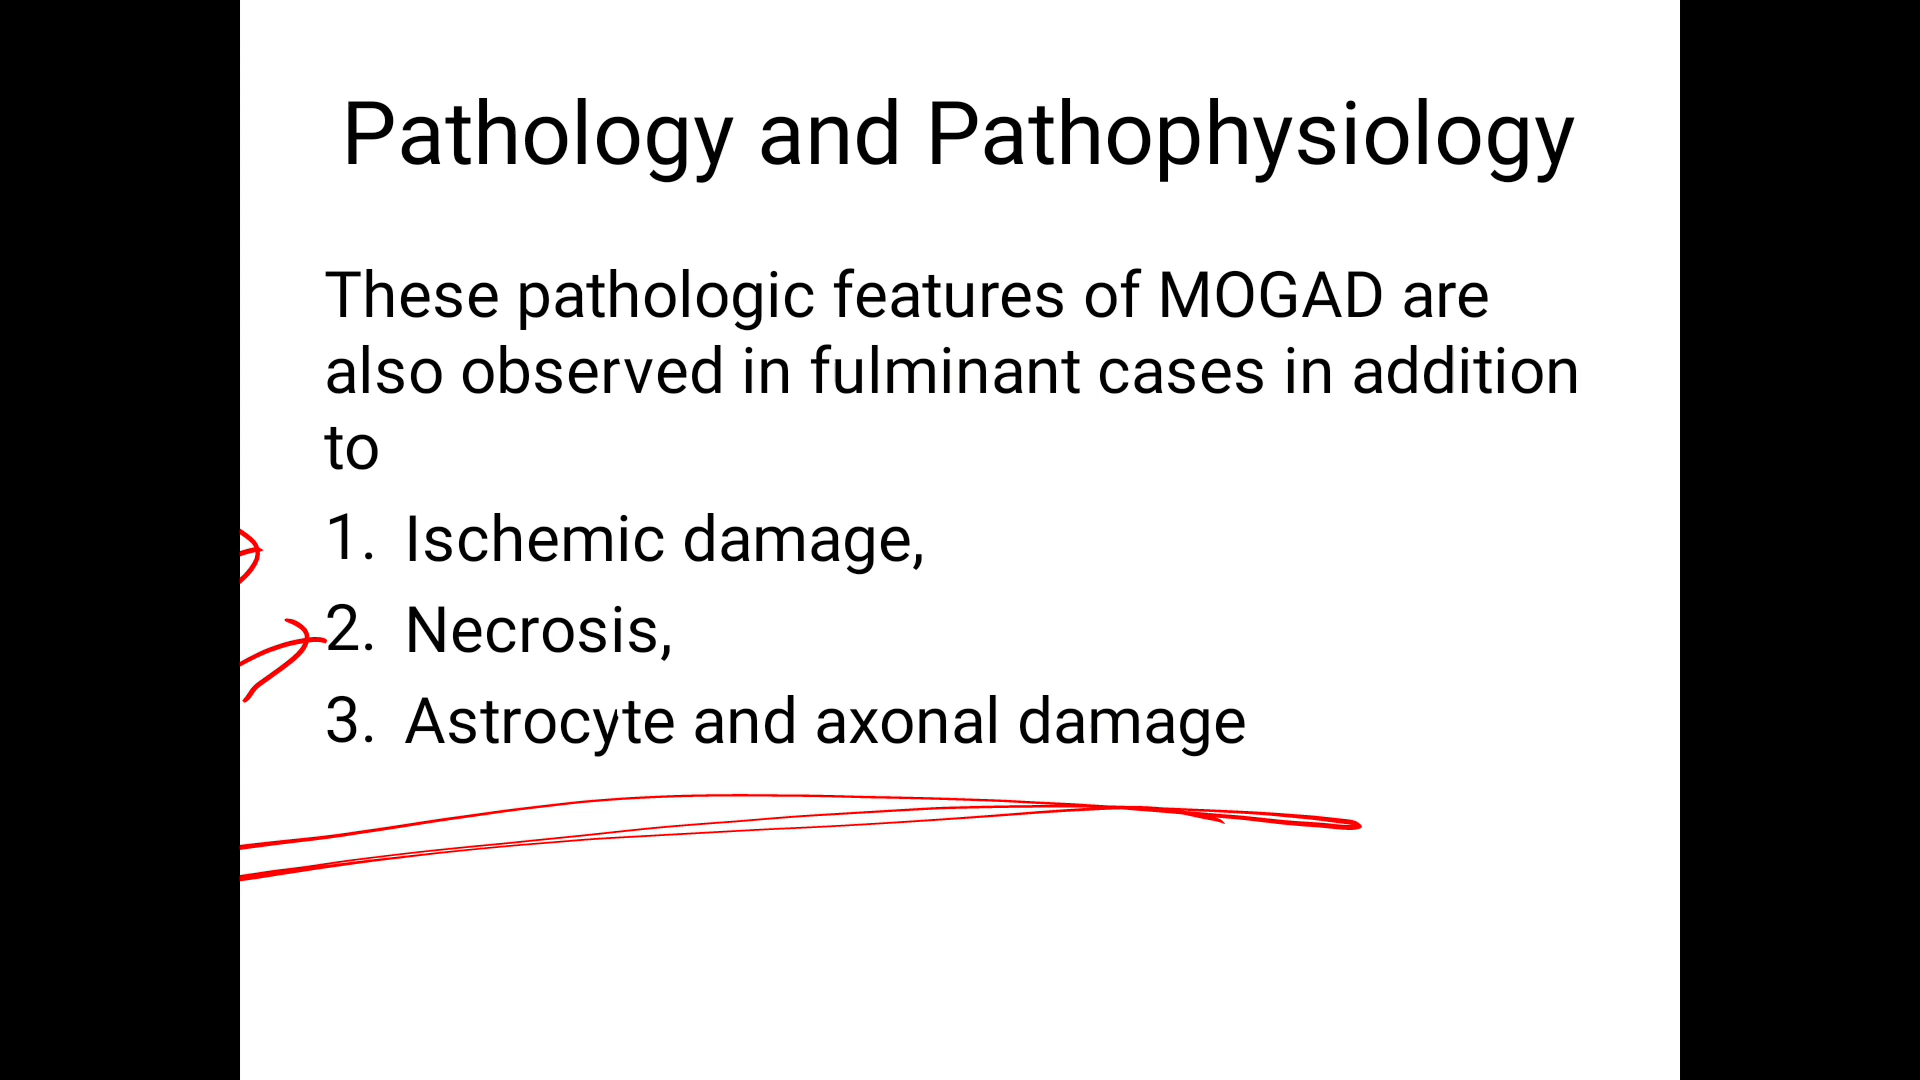 Pathology and Pathophysiology
These pathologic features of MOGAD are
also observed in fulminant cases in addition
to
1. Ischemic damage,
2. Necrosis,
3. Astrocyte and axonal damage